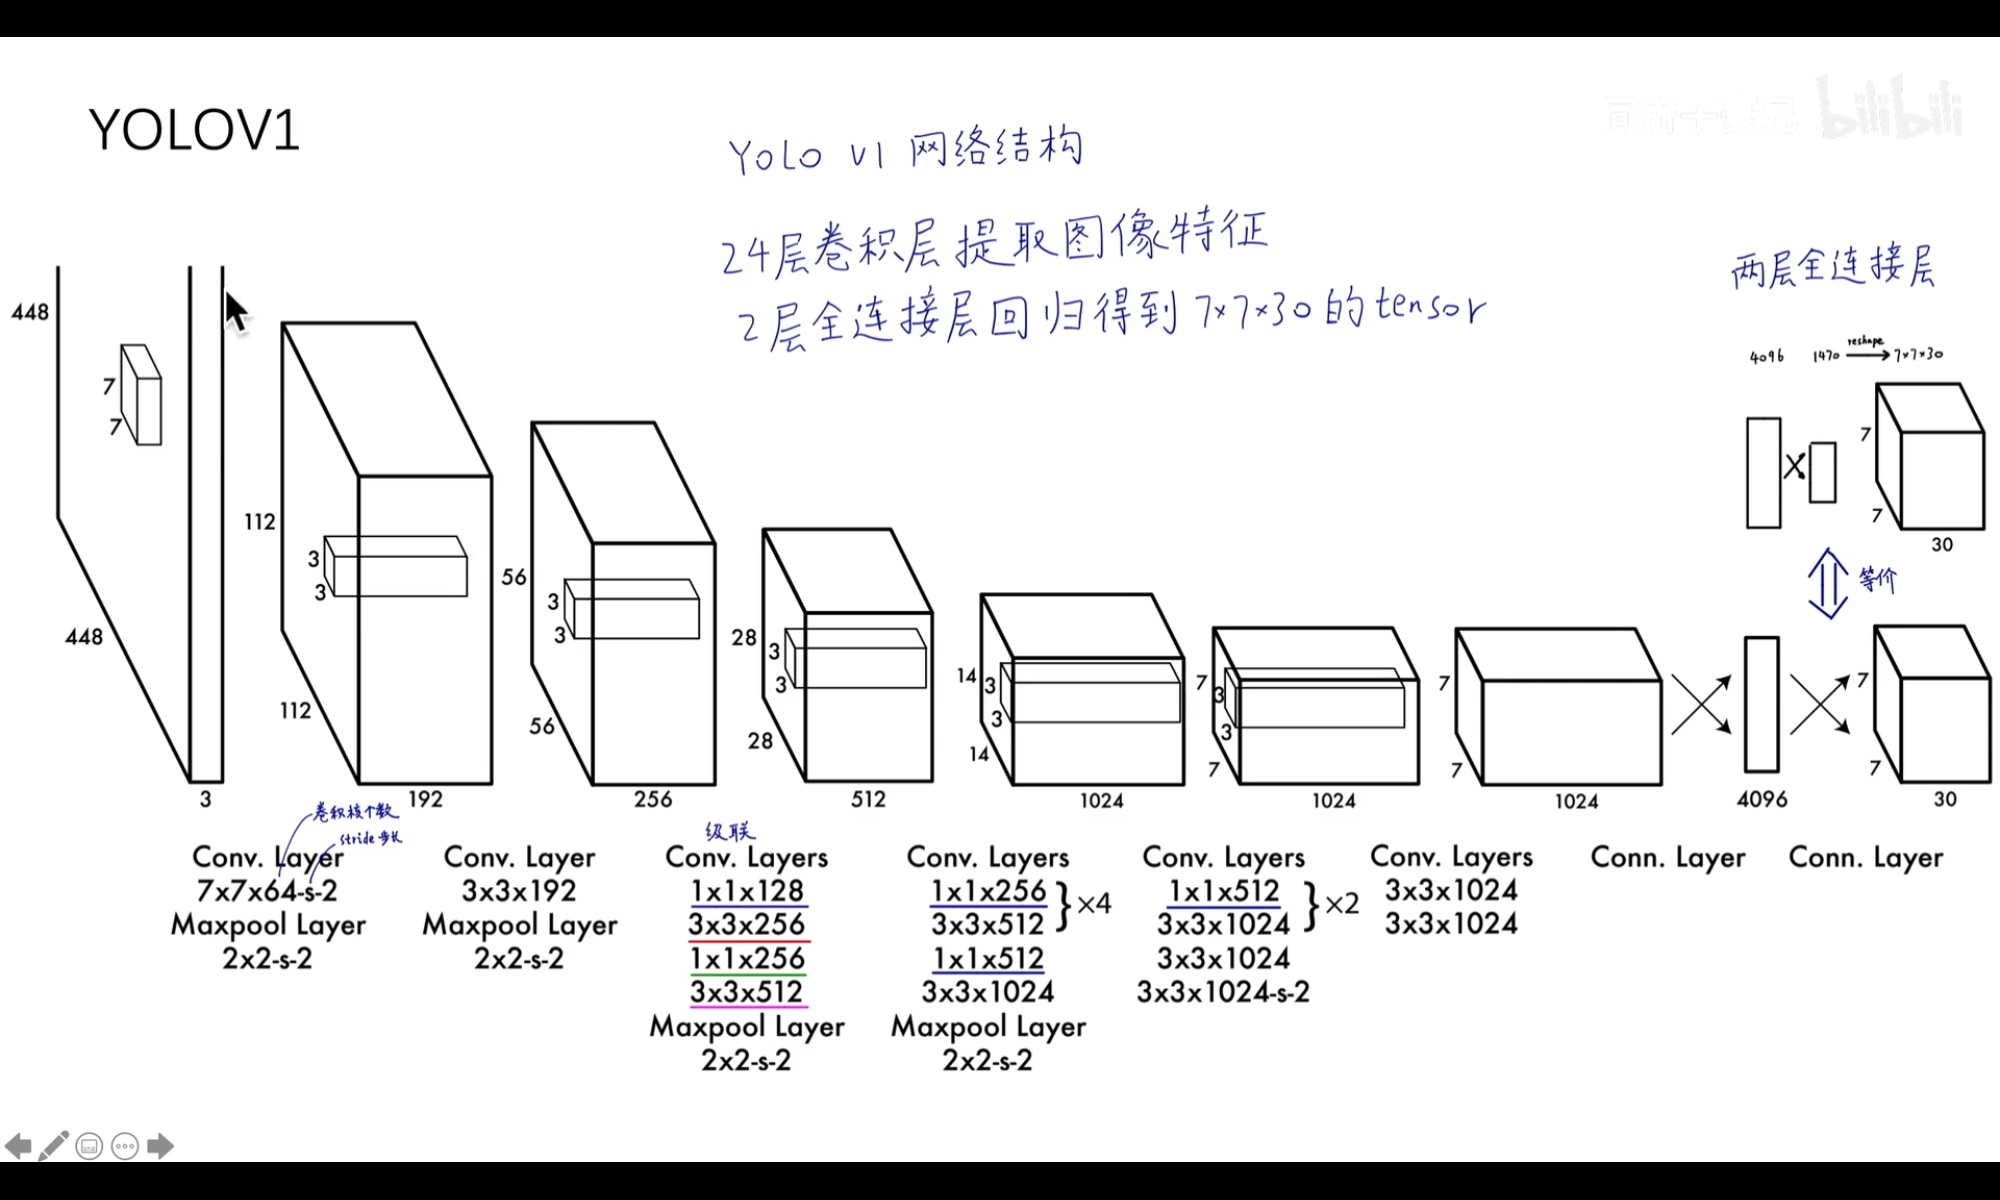 YOLOV1
bilibili
YOLO V1 网络结构
24层卷积层提取图像特征
2层全连接层回归得到 7×7×30 的tensor
两层全连接层
4096
1470
reshape
7×7×30
448
7
7
448
3
112
3
3
112
192
56
3
3
56
256
28
3
3
28
512
14
3
3
14
1024
7
3
3
7
1024
7
7
1024
4096
7
7
30
等价
7
7
30
卷积核个数
stride 步长
Conv. Layer
7x7x64-s-2
Maxpool Layer
2x2-s-2
Conv. Layer
3x3x192
Maxpool Layer
2x2-s-2
级联
Conv. Layers
1x1x128
3x3x256
1x1x256
3x3x512
Maxpool Layer
2x2-s-2
Conv. Layers
1x1x256
3x3x512
}×4
1x1x512
3x3x1024
Maxpool Layer
2x2-s-2
Conv. Layers
1x1x512
3x3x1024
}×2
3x3x1024
3x3x1024-s-2
Conv. Layers
3x3x1024
3x3x1024
Conn. Layer
Conn. Layer